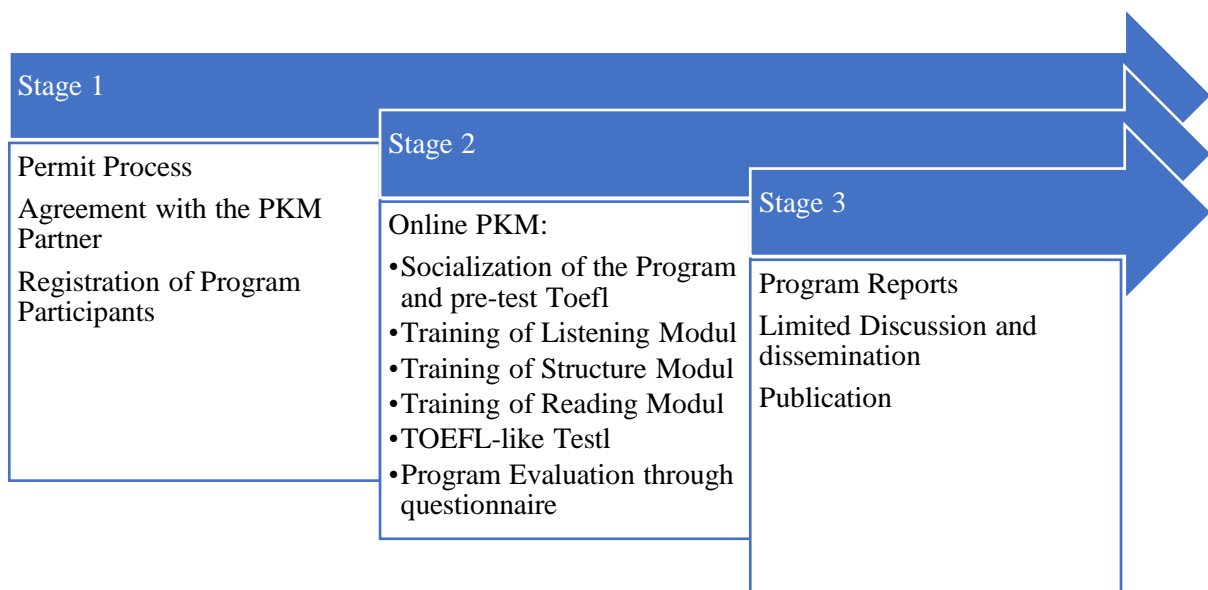 Stage 1
Permit Process
Agreement with the PKM
Partner
Registration of Program
Participants
Stage 2
Online PKM:
•Socialization of the Program
and pre-test Toefl
•Training of Listening Modul
•Training of Structure Modul
•Training of Reading Modul
•TOEFL-like Testl
•Program Evaluation through
questionnaire
Stage 3
Program Reports
Limited Discussion and
dissemination
Publication